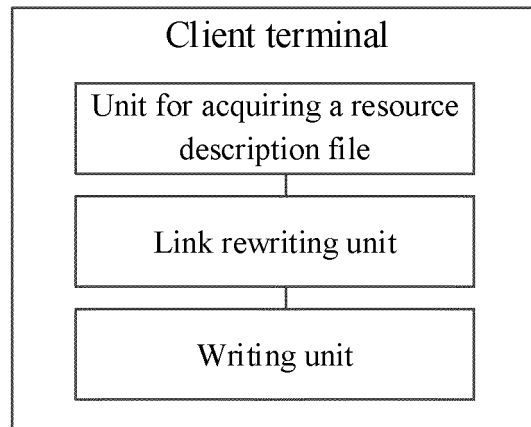 Client terminal
Unit for acquiring a resource
description file
Link rewriting unit
Writing unit